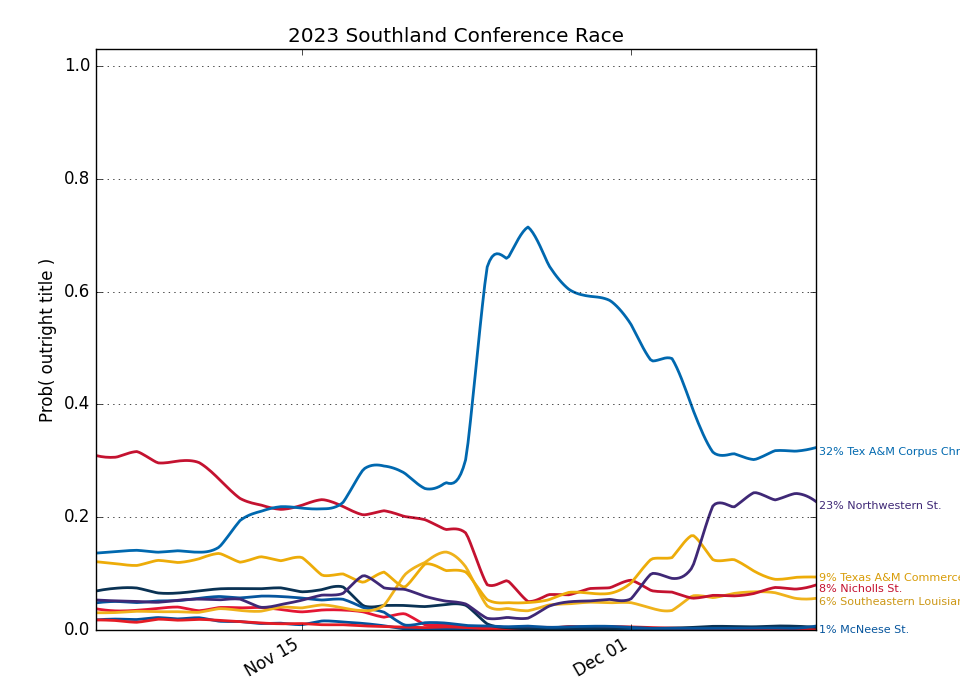 2023 Southland Conference Race
Prob( outright title )
1.0
0.8
0.6
0.4
0.2
0.0
Nov 15
Dec 01
32% Tex A&M Corpus Chr
23% Northwestern St.
9% Texas A&M Commerce
8% Nicholls St.
6% Southeastern Louisian
1% McNeese St.